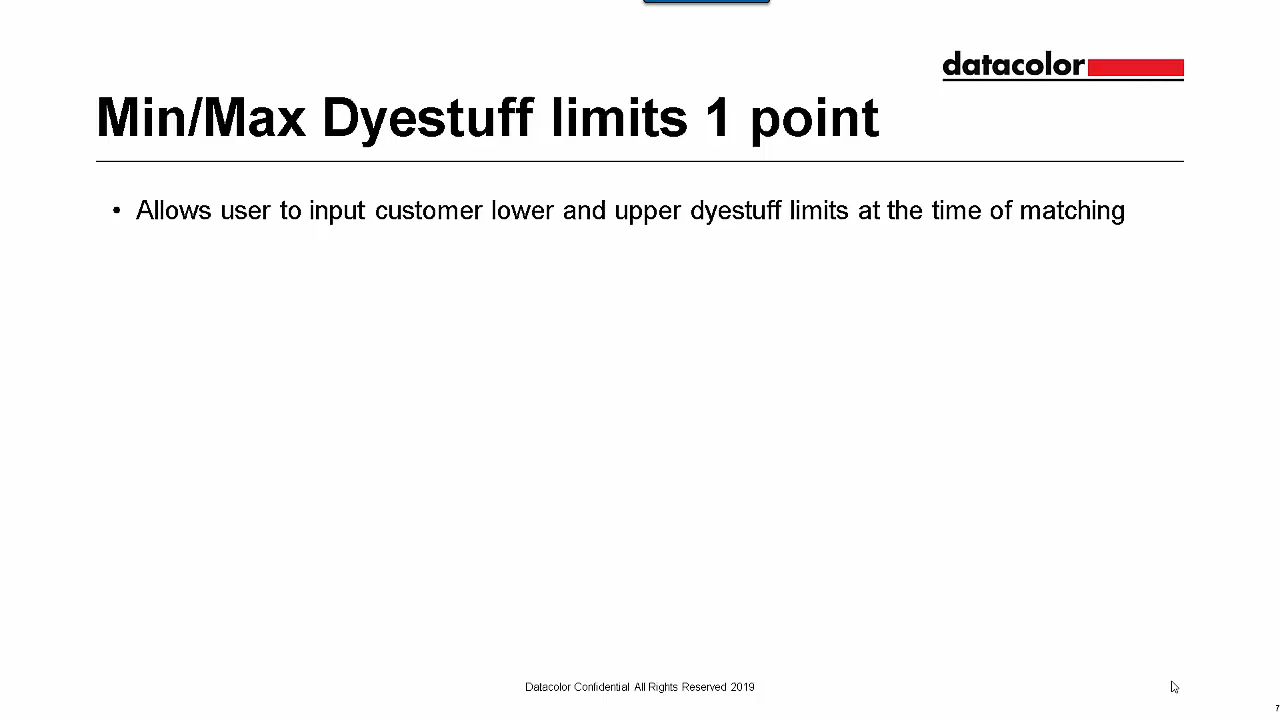 datacolor
Min/Max Dyestuff limits 1 point
• Allows user to input customer lower and upper dyestuff limits at the time of matching
Datacolor Confidential All Rights Reserved 2019
7